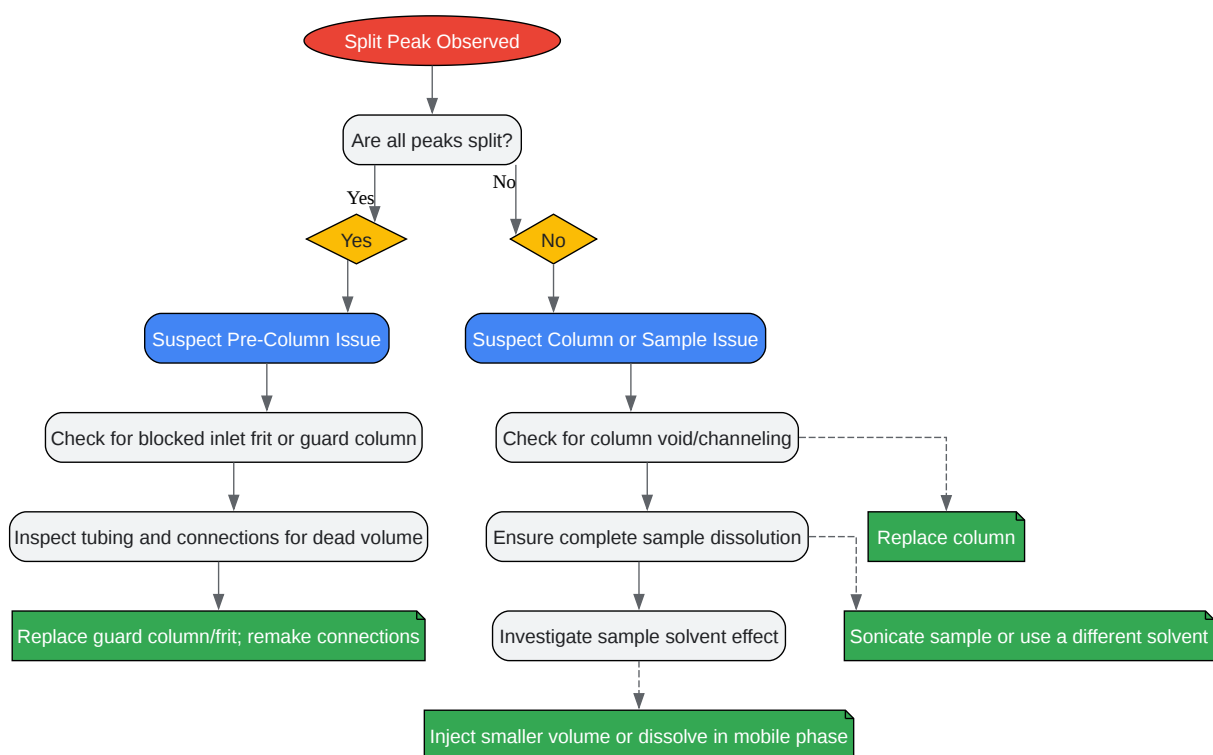 Split Peak Observed
Are all peaks split?
Yes
No
Yes
No
Suspect Pre-Column Issue
Suspect Column or Sample Issue
Check for blocked inlet frit or guard column
Check for column void/channeling
Inspect tubing and connections for dead volume
Ensure complete sample dissolution
Replace column
Replace guard column/frit; remake connections
Investigate sample solvent effect
Sonicate sample or use a different solvent
Inject smaller volume or dissolve in mobile phase